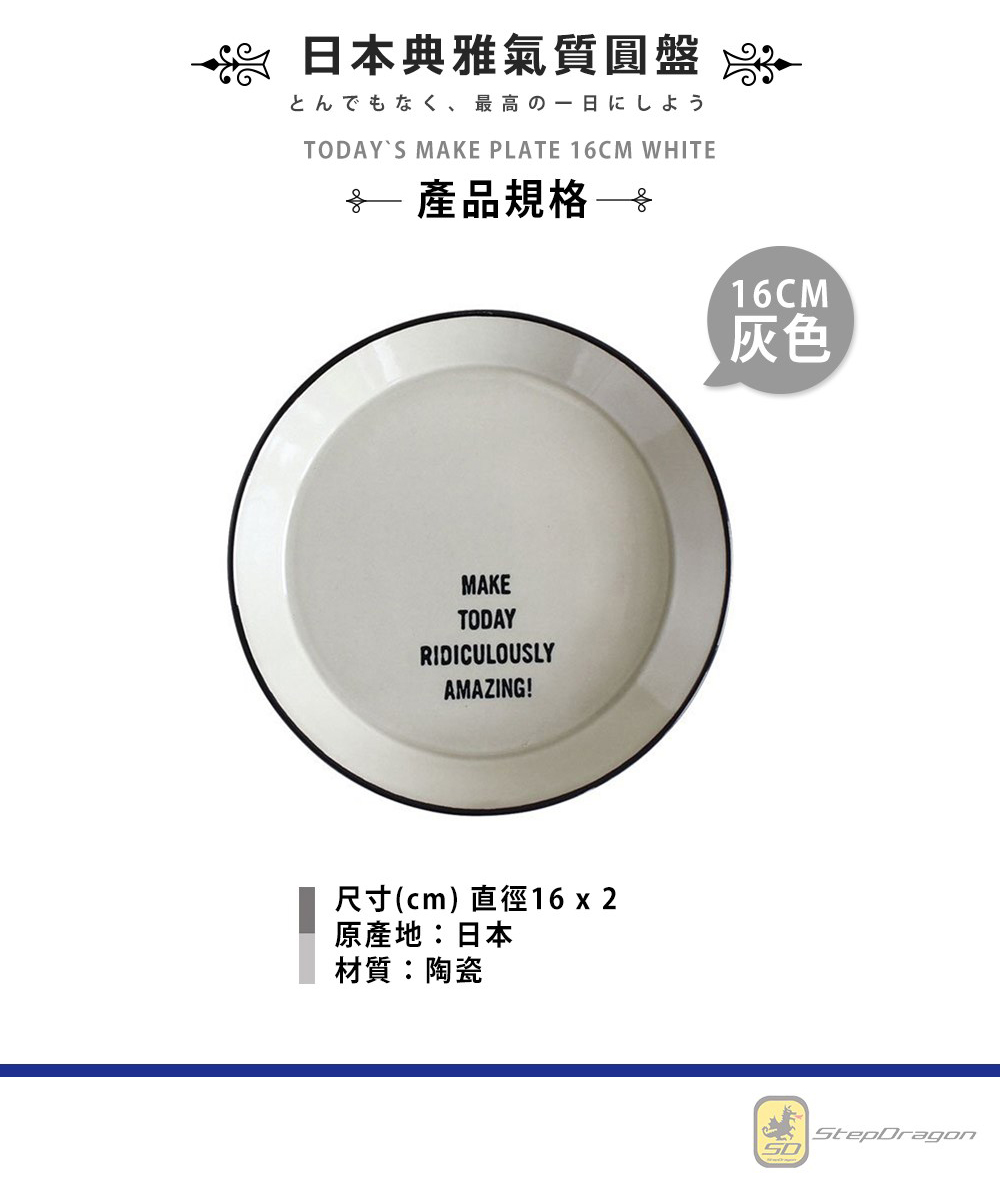 日本典雅氣質圓盤
とんでもなく、最高の一日にしよう
TODAY`S MAKE PLATE 16CM WHITE
產品規格
16CM
灰色
MAKE
TODAY
RIDICULOUSLY
AMAZING!
尺寸(cm) 直徑16 x 2
原產地：日本
材質：陶瓷
SD
StepDragon
StepDragon